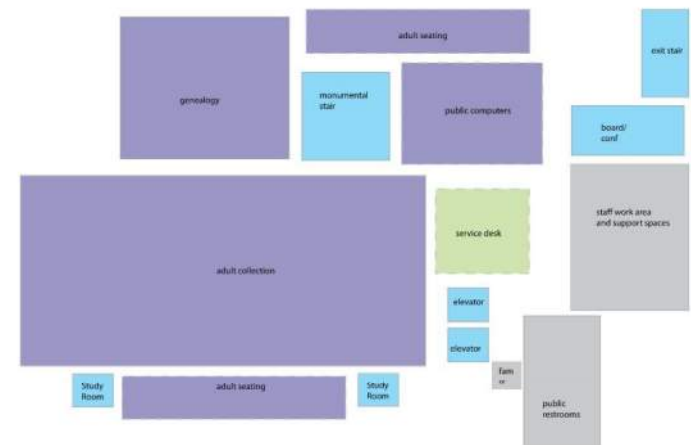 adult seating
exit stair
genealogy
monumental
stair
public computers
board/
conf
staff work area
and support spaces
service desk
adult collection
elevator
elevator
fam
Study
Room
adult seating
Study
Room
public
restrooms